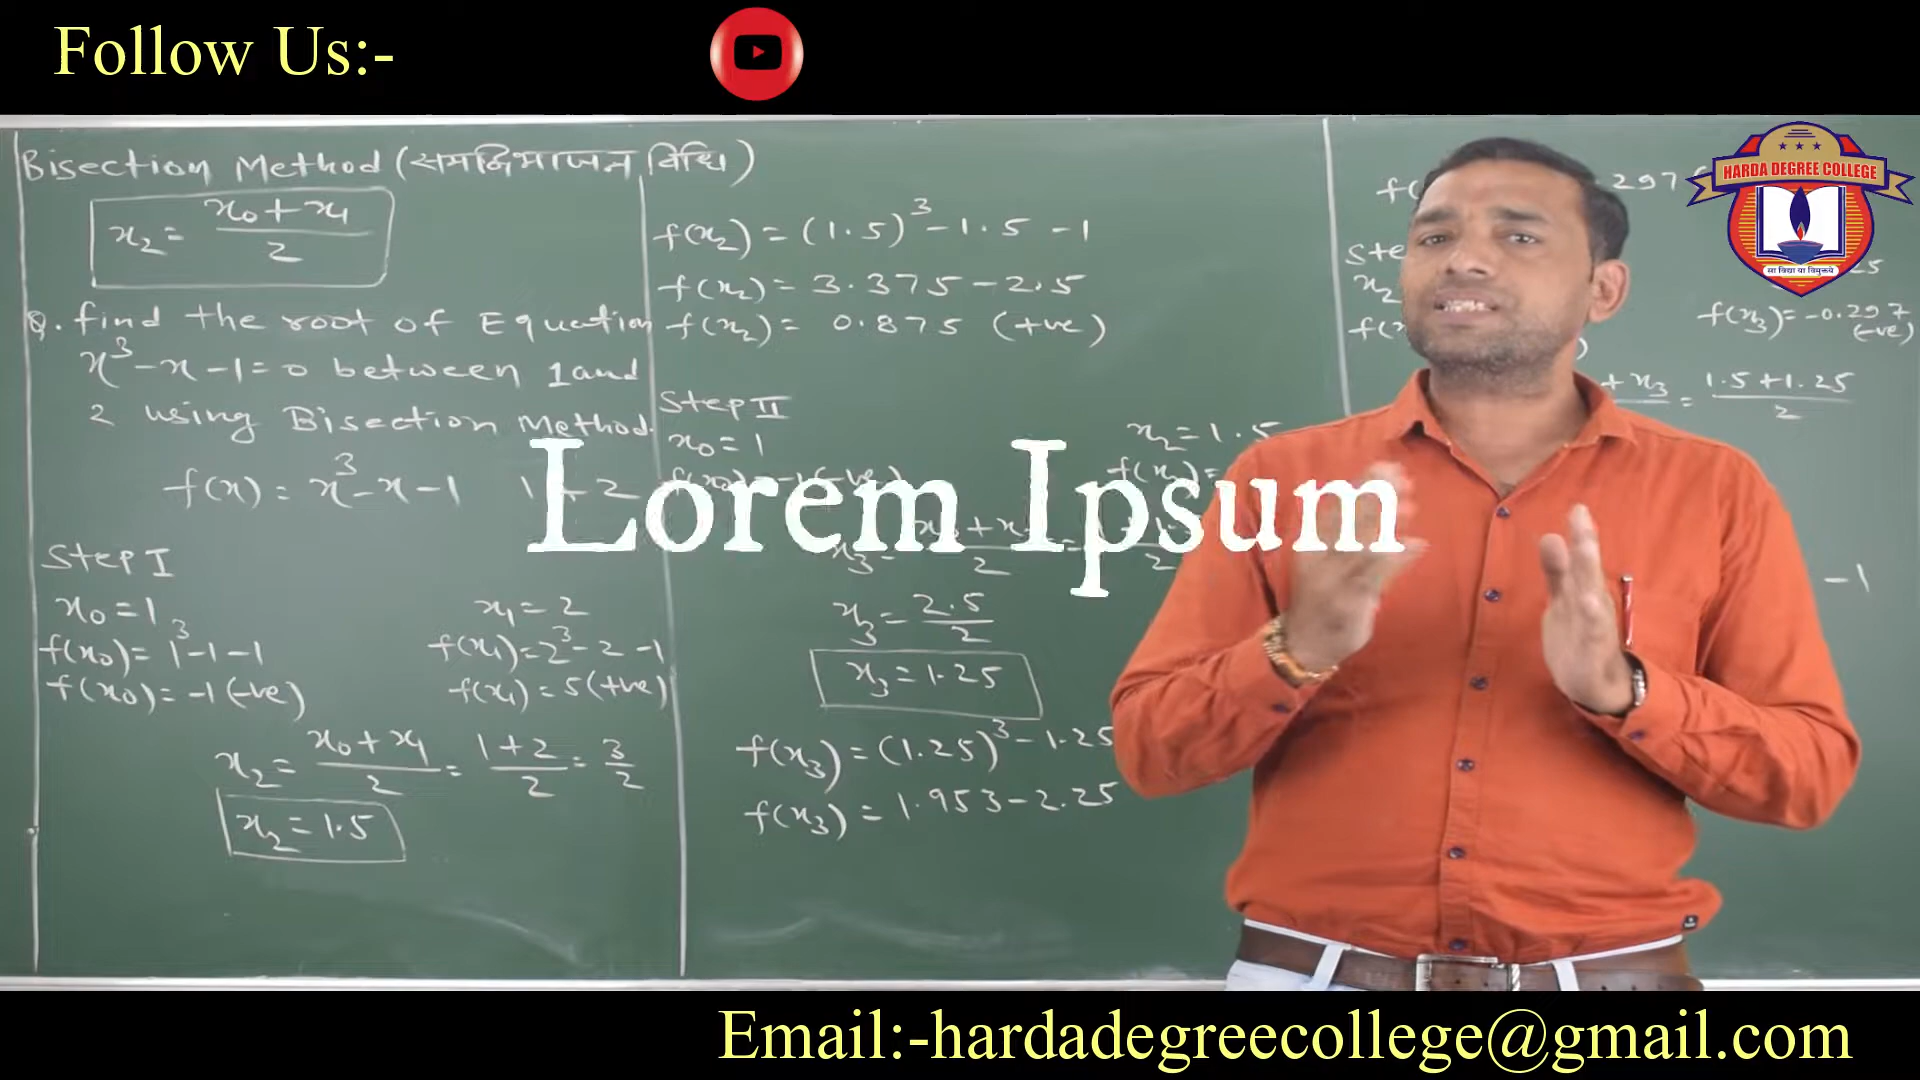 Follow Us:-
Bisection Method (समद्विभाजन विधि)
x₂ = x₀ + x₁ / 2
Q. find the root of Equation
x³ - x - 1 = 0 between 1 and
2 using Bisection Method.
f(x) = x³ - x - 1
Step I
x₀ = 1
x₁ = 2
f(x₀) = 1³ - 1 - 1
f(x₁) = 2³ - 2 - 1
f(x₀) = -1 (-ve)
f(x₁) = 5 (+ve)
x₂ = x₀ + x₁ / 2 = 1 + 2 / 2 = 3 / 2
x₂ = 1.5
f(x₂) = (1.5)³ - 1.5 - 1
f(x₂) = 3.375 - 2.5
f(x₂) = 0.875 (+ve)
Step II
x₀ = 1
x₂ = 1.5
f(x₂) =
Lorem Ipsum
x₃ = 2.5 / 2
x₃ = 1.25
f(x₃) = (1.25)³ - 1.25
f(x₃) = 1.953 - 2.25
f(x₃) = -0.297
(-ve)
+ x₃ = 1.5 + 1.25 / 2
- 1
HARDA DEGREE COLLEGE
सा विद्या या विमुक्तये
Email:-hardadegreecollege@gmail.com